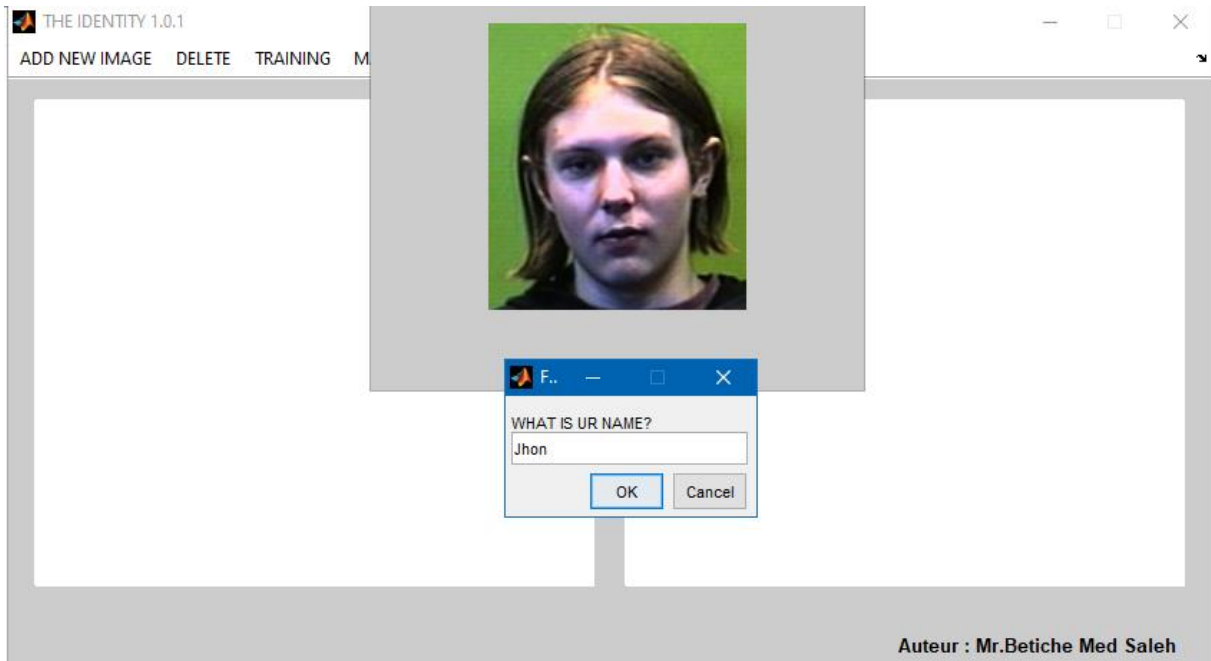 THE IDENTITY 1.0.1
ADD NEW IMAGE DELETE TRAINING M
F..
WHAT IS UR NAME?
Jhon
OK Cancel
Auteur : Mr.Betiche Med Saleh